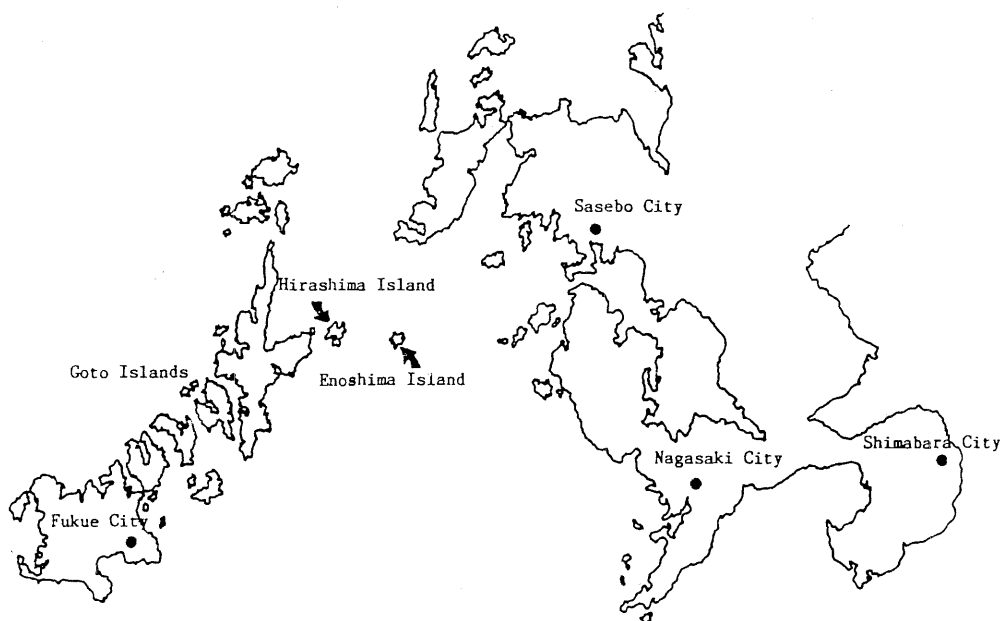 Sasebo City
Hirashima Island
Goto Islands
Enoshima Island
Shimabara City
Nagasaki City
Fukue City